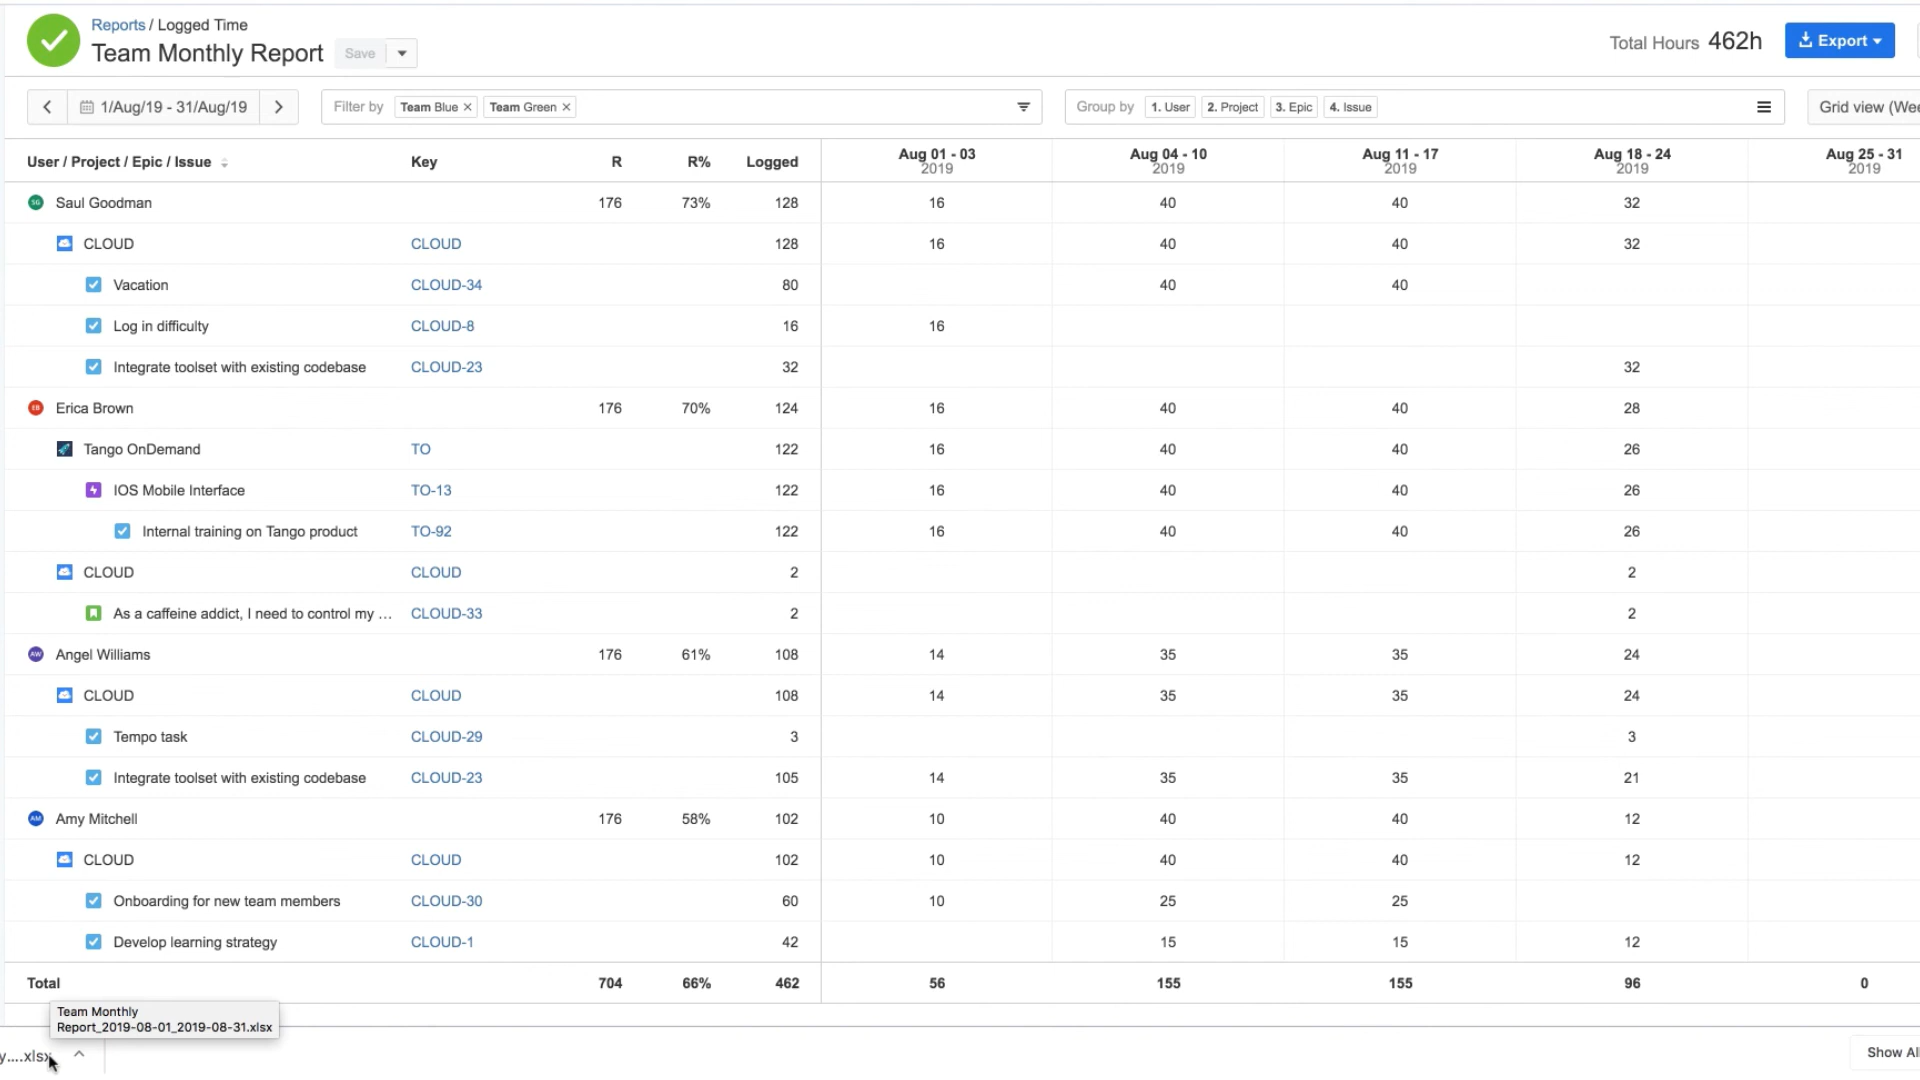 Reports / Logged Time
Team Monthly Report Save
Total Hours 462h Export
1/Aug/19 - 31/Aug/19 Filter by Team Blue × Team Green × Group by 1. User 2. Project 3. Epic 4. Issue Grid view (Wee
User / Project / Epic / Issue Key R R% Logged Aug 01 - 03 Aug 04 - 10 Aug 11 - 17 Aug 18 - 24 Aug 25 - 31
2019 2019 2019 2019 2019
SG Saul Goodman 176 73% 128 16 40 40 32
CLOUD CLOUD 128 16 40 40 32
Vacation CLOUD-34 80 40 40
Log in difficulty CLOUD-8 16 16
Integrate toolset with existing codebase CLOUD-23 32 32
EB Erica Brown 176 70% 124 16 40 40 28
Tango OnDemand TO 122 16 40 40 26
IOS Mobile Interface TO-13 122 16 40 40 26
Internal training on Tango product TO-92 122 16 40 40 26
CLOUD CLOUD 2 2
As a caffeine addict, I need to control my ... CLOUD-33 2 2
AW Angel Williams 176 61% 108 14 35 35 24
CLOUD CLOUD 108 14 35 35 24
Tempo task CLOUD-29 3 3
Integrate toolset with existing codebase CLOUD-23 105 14 35 35 21
AM Amy Mitchell 176 58% 102 10 40 40 12
CLOUD CLOUD 102 10 40 40 12
Onboarding for new team members CLOUD-30 60 10 25 25
Develop learning strategy CLOUD-1 42 15 15 12
Total 704 66% 462 56 155 155 96 0
Team Monthly
Report_2019-08-01_2019-08-31.xlsx
y....xlsx Show All